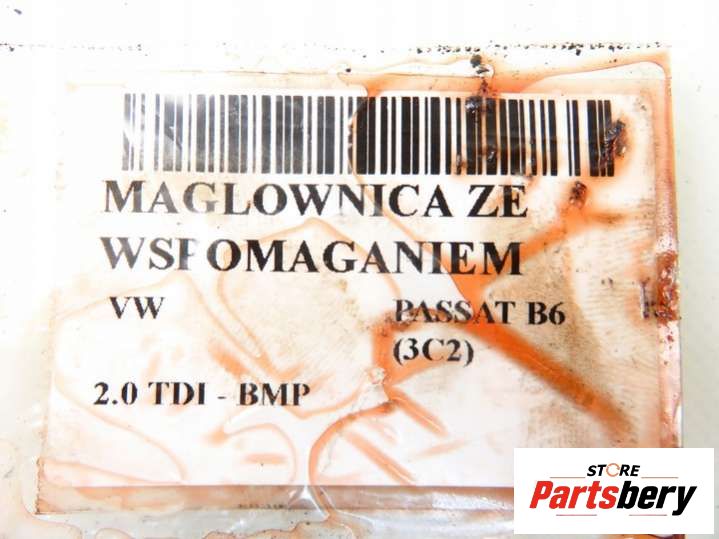 MAGLOWNICA ZE
WSPOMAGANIEM
VW PASSAT B6
(3C2)
2.0 TDI - BMP
STORE
Partsbery